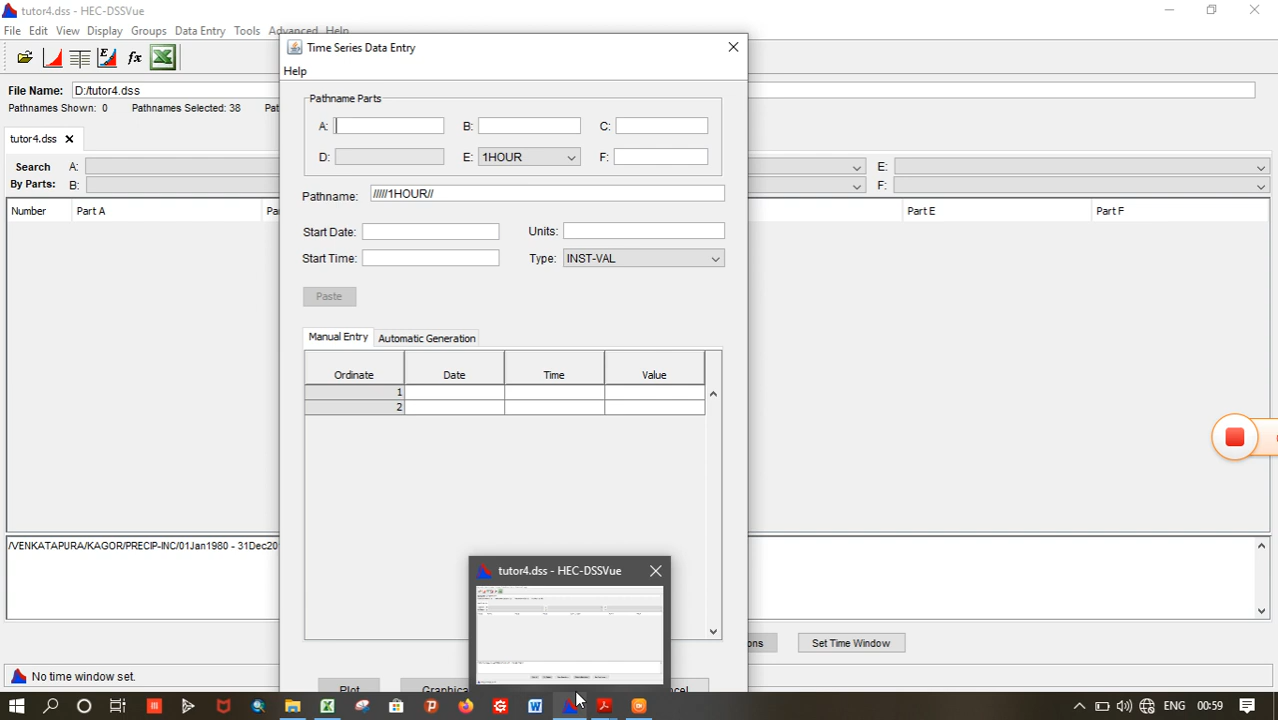 tutor4.dss - HEC-DSSVue
File Edit View Display Groups Data Entry Tools Advanced Help
Time Series Data Entry
Help
File Name: D:/tutor4.dss
Pathnames Shown: 0 Pathnames Selected: 38
tutor4.dss
Search A: E:
By Parts: B: F:
Number Part A Part E Part F
Pathname Parts
A: B: C:
D: E: 1HOUR F:
Pathname: /////1HOUR//
Start Date: Units:
Start Time: Type: INST-VAL
Paste
Manual Entry Automatic Generation
Ordinate Date Time Value
1
2
/VENKATAPURA/KAGOR/PRECIP-INC/01Jan1980 - 31Dec20
tutor4.dss - HEC-DSSVue
Set Time Window
No time window set.
Plot Graphica
ENG 00:59